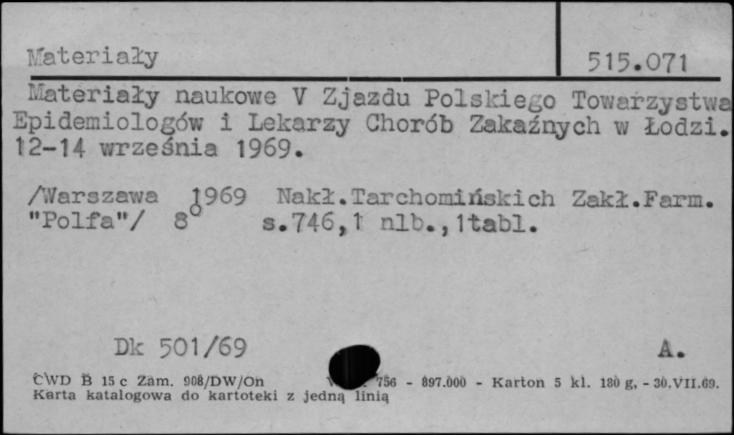 Materiały 515.071
Materiały naukowe V Zjazdu Polskiego Towarzystwa
Epidemiologów i Lekarzy Chorób Zakaźnych w Łodzi.
12-14 września 1969.
/Warszawa 1969 Nakł.Tarchomińskich Zakł.Farm.
"Polfa"/ 8° s.746,1 nlb.,1tabl.
Dk 501/69 A.
CWD B 15 c Zam. 908/DW/On 756 - 897.000 - Karton 5 kl. 180 g, - 30.VII.69.
Karta katalogowa do kartoteki z jedną linią